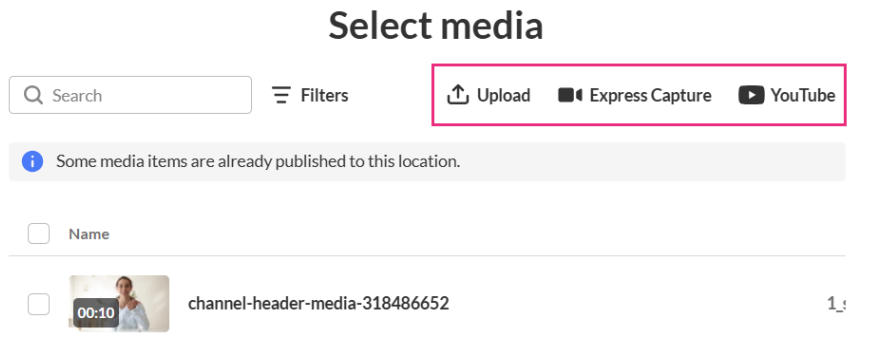 Select media
Search
Filters
Upload
Express Capture
YouTube
Some media items are already published to this location.
Name
00:10
channel-header-media-318486652